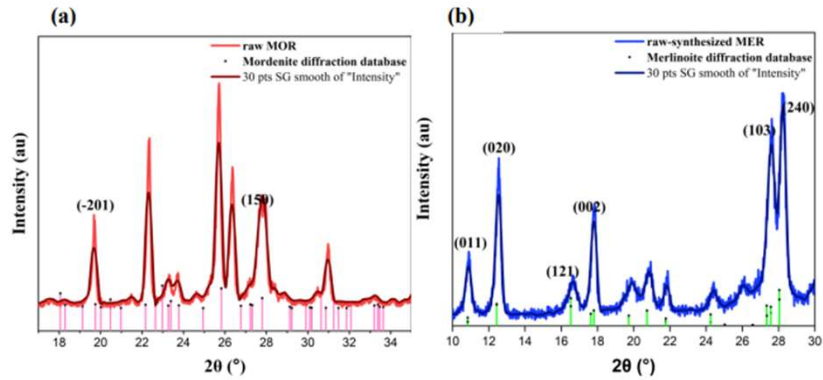 (a)
raw MOR
Mordenite diffraction database
30 pts SG smooth of "Intensity"
(-201)
(150)
Intensity (au)
18 20 22 24 26 28 30 32 34
2θ (°)
(b)
raw-synthesized MER
Merlinoite diffraction database
30 pts SG smooth of "Intensity"
(011)
(020)
(121)
(002)
(103)
240)
Intensity (au)
10 12 14 16 18 20 22 24 26 28 30
2θ (°)